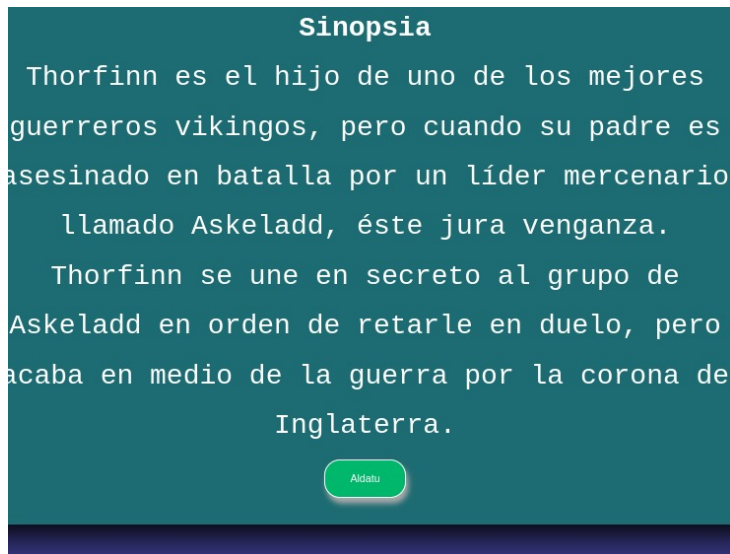 Sinopsia
Thorfinn es el hijo de uno de los mejores
guerreros vikingos, pero cuando su padre es
asesinado en batalla por un líder mercenario
llamado Askeladd, éste jura venganza.
Thorfinn se une en secreto al grupo de
Askeladd en orden de retarle en duelo, pero
acaba en medio de la guerra por la corona de
Inglaterra.
Aldatu